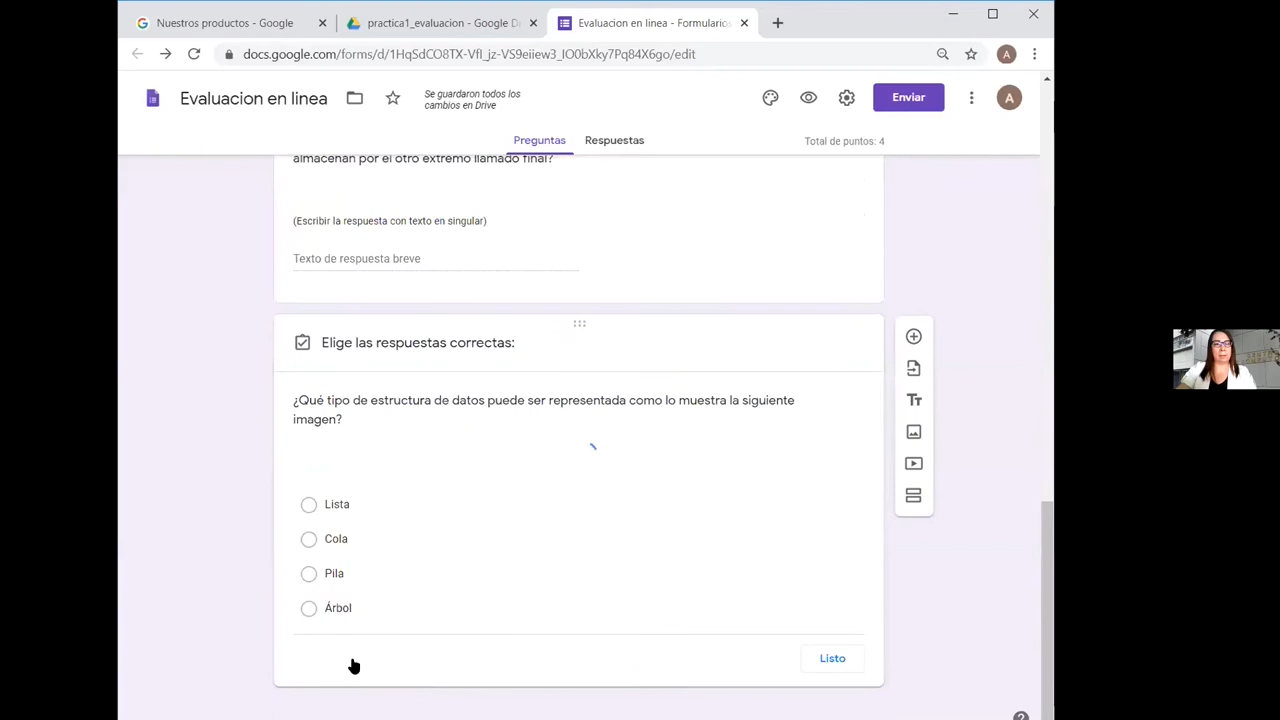 Nuestros productos - Google
practica1_evaluacion - Google D
Evaluacion en linea - Formularios
docs.google.com/forms/d/1HqSdCO8TX-Vfl_jz-VS9eiiew3_IO0bXky7Pq84X6go/edit
A
Evaluacion en linea
Se guardaron todos los
cambios en Drive
Enviar
A
Preguntas
Respuestas
Total de puntos: 4
almacenan por el otro extremo llamado final?
(Escribir la respuesta con texto en singular)
Texto de respuesta breve
Elige las respuestas correctas:
¿Qué tipo de estructura de datos puede ser representada como lo muestra la siguiente
imagen?
Lista
Cola
Pila
Árbol
Listo